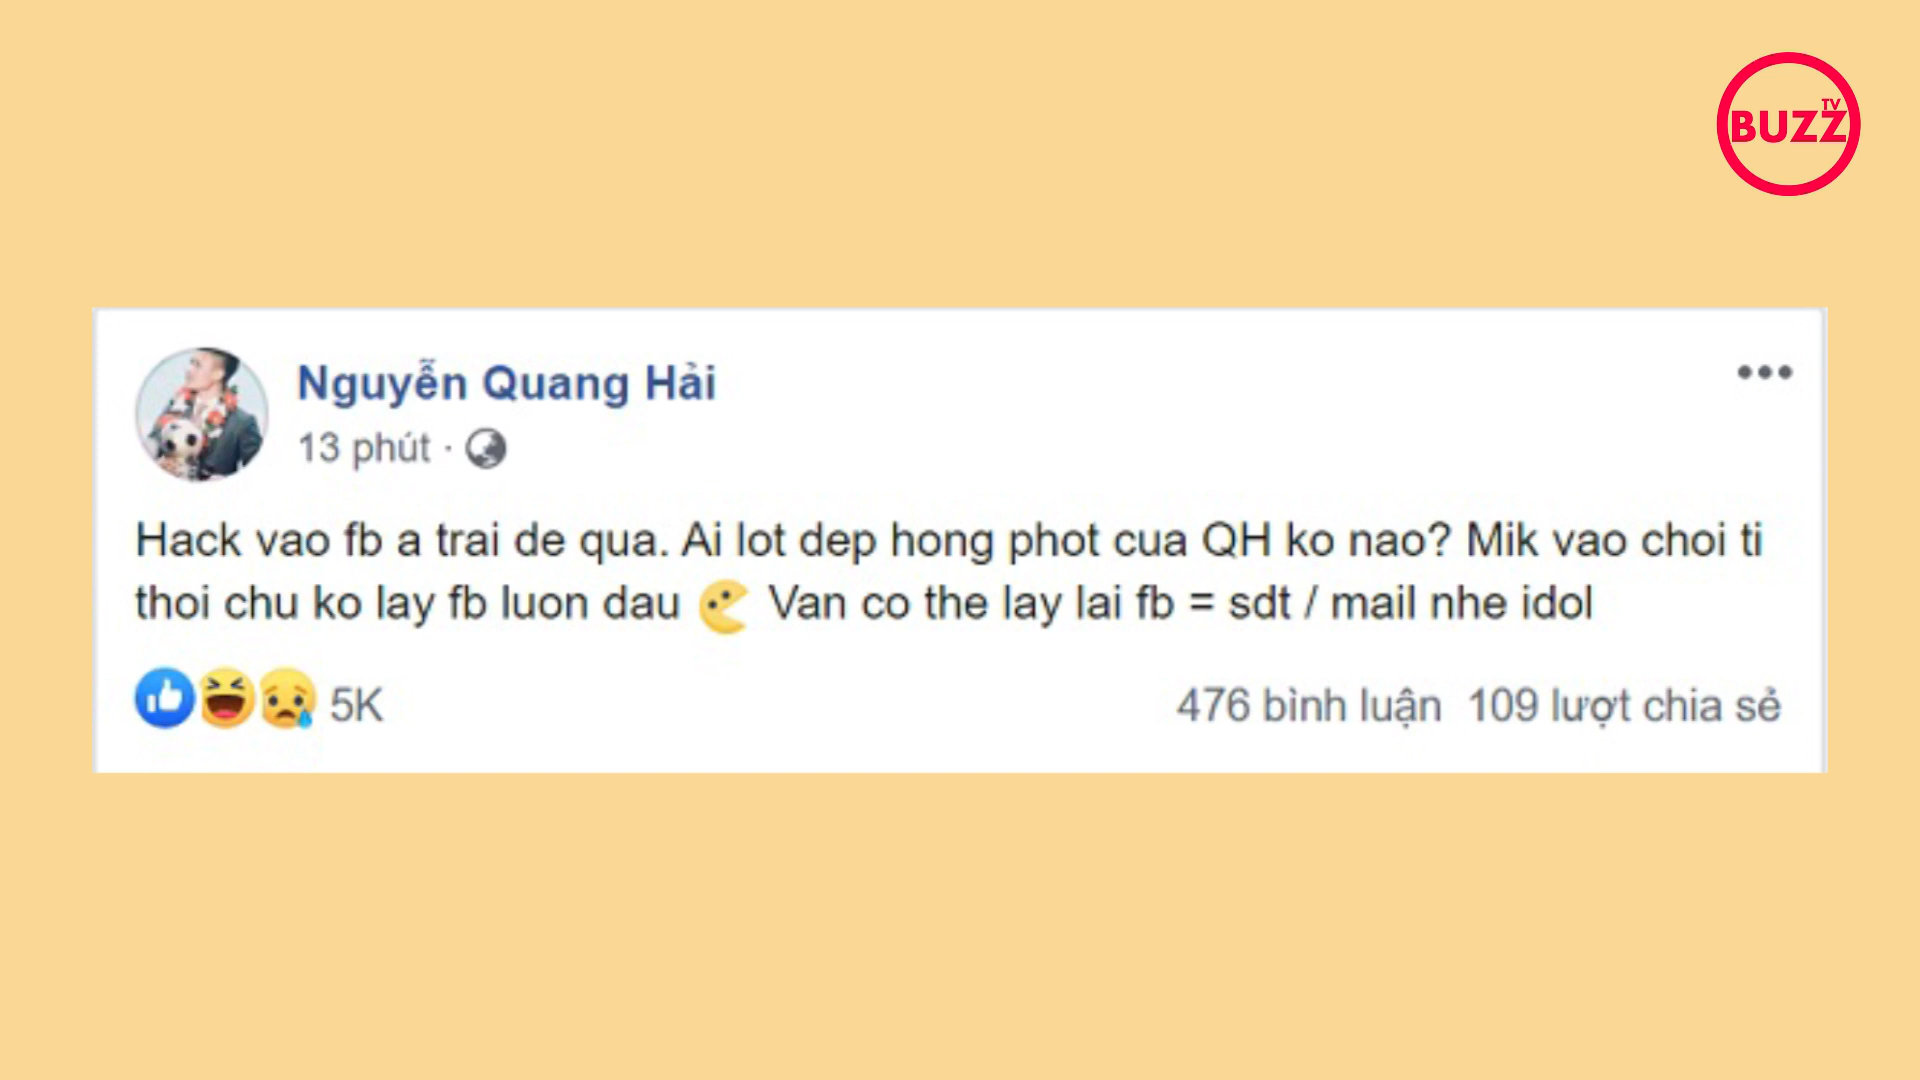 TV
BUZZ
Nguyễn Quang Hải
13 phút ·
Hack vao fb a trai de qua. Ai lot dep hong phot cua QH ko nao? Mik vao choi ti
thoi chu ko lay fb luon dau Van co the lay lai fb = sdt / mail nhe idol
5K 476 bình luận 109 lượt chia sẻ